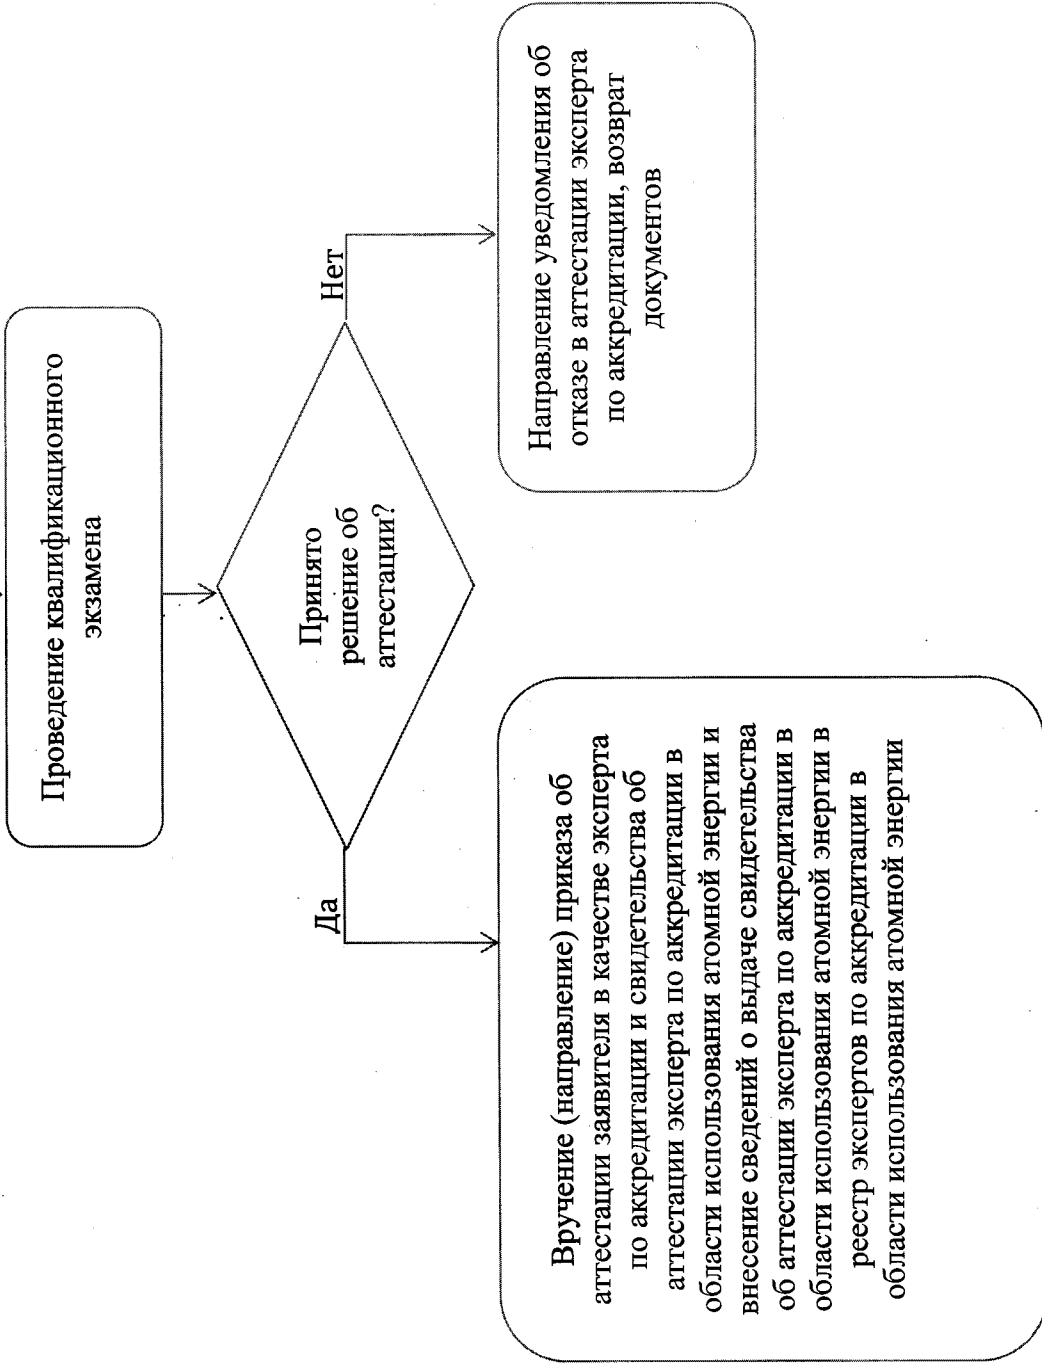 Проведение квалификационного
экзамена
Принято
решение об
аттестации?
Да
Нет
Вручение (направление) приказа об
аттестации заявителя в качестве эксперта
по аккредитации и свидетельства об
аттестации эксперта по аккредитации в
области использования атомной энергии и
внесение сведений о выдаче свидетельства
об аттестации эксперта по аккредитации в
области использования атомной энергии в
реестр экспертов по аккредитации в
области использования атомной энергии
Направление уведомления об
отказе в аттестации эксперта
по аккредитации, возврат
документов